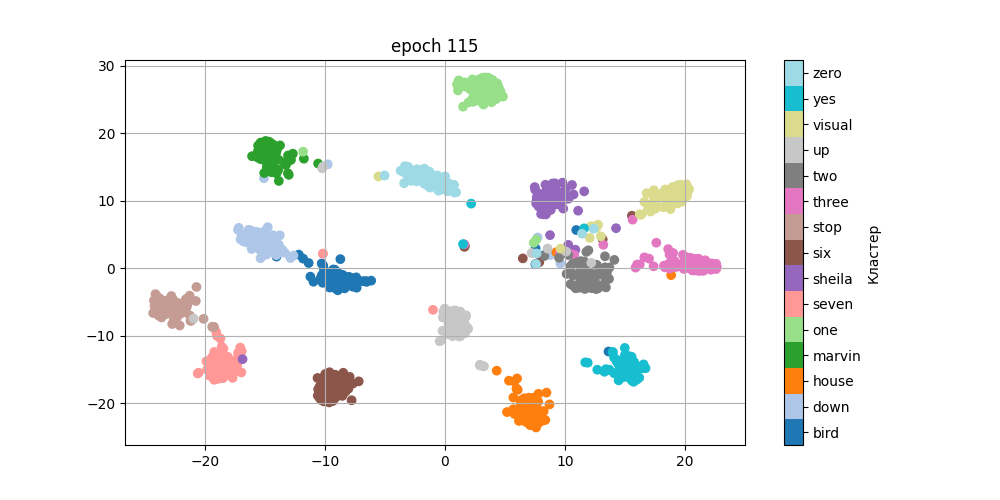 epoch 115
30
20
10
0
−10
−20
−20
−10
0
10
20
zero
yes
visual
up
two
three
stop
six
sheila
seven
one
marvin
house
down
bird
Кластер